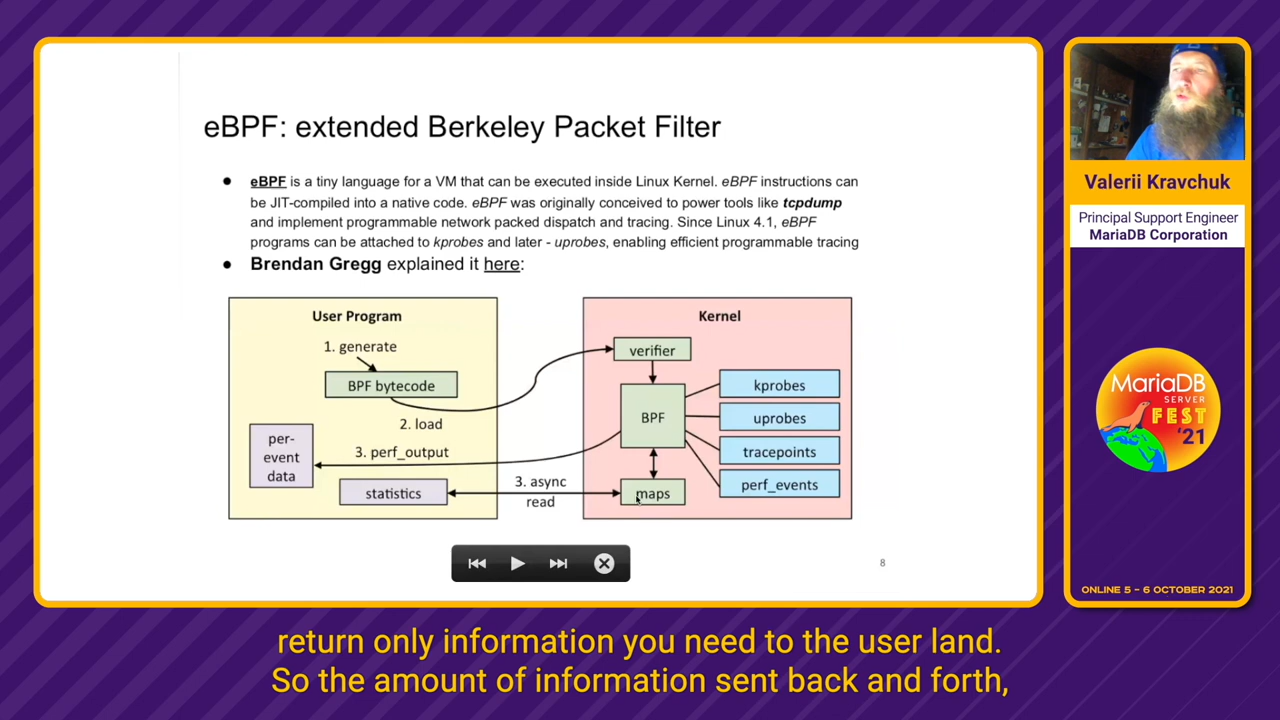 eBPF: extended Berkeley Packet Filter
● eBPF is a tiny language for a VM that can be executed inside Linux Kernel. eBPF instructions can
be JIT-compiled into a native code. eBPF was originally conceived to power tools like tcpdump
and implement programmable network packed dispatch and tracing. Since Linux 4.1, eBPF
programs can be attached to kprobes and later - uprobes, enabling efficient programmable tracing
● Brendan Gregg explained it here:
User Program
1. generate
BPF bytecode
2. load
per-
event
data
3. perf_output
statistics
3. async
read
Kernel
verifier
BPF
maps
kprobes
uprobes
tracepoints
perf_events
8
Valerii Kravchuk
Principal Support Engineer
MariaDB Corporation
MariaDB
SERVER
FEST
'21
ONLINE 5 – 6 OCTOBER 2021
return only information you need to the user land.
So the amount of information sent back and forth,